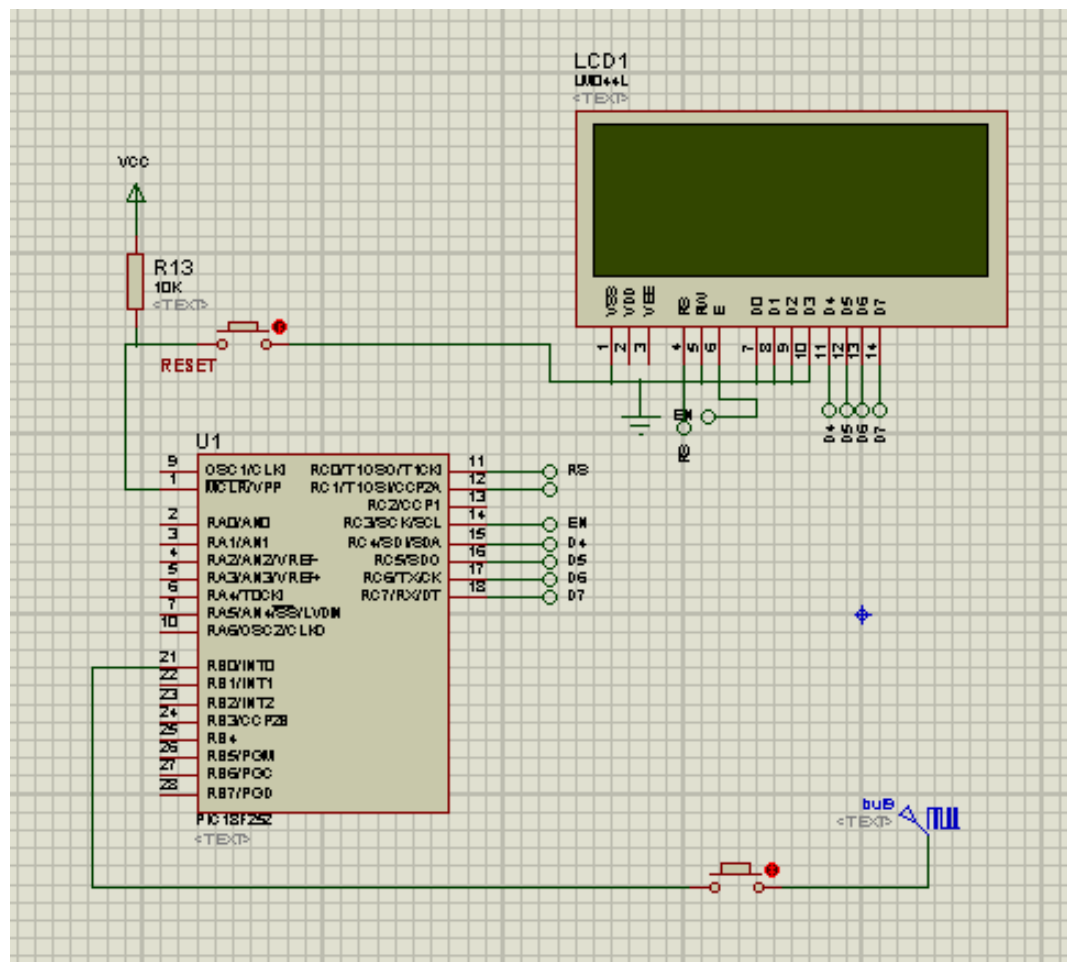 LCD1
LM044L
<TEXT>
VCC
R13
10K
<TEXT>
VSS
VDD
VEE
RS
RW
E
D0
D1
D2
D3
D4
D5
D6
D7
1
2
3
4
5
6
7
8
9
10
11
12
13
14
RESET
EN
RS
D4
D5
D6
D7
U1
9 OSC1/CLKI RC0/T1OSO/T1CKI 11 RS
1 MCLR/VPP RC1/T1OSI/CCP2A 12
RC2/CCP1 13
2 RA0/AN0 RC3/SCK/SCL 14 EN
3 RA1/AN1 RC4/SDI/SDA 15 D4
4 RA2/AN2/VREF- RC5/SDO 16 D5
5 RA3/AN3/VREF+ RC6/TX/CK 17 D6
6 RA4/T0CKI RC7/RX/DT 18 D7
7 RA5/AN4/SS/LVDIN
10 RA6/OSC2/CLKO
21 RB0/INT0
22 RB1/INT1
23 RB2/INT2
24 RB3/CCP2B
25 RB4
26 RB5/PGM
27 RB6/PGC
28 RB7/PGD
PIC18F252
<TEXT>
<TEXT>